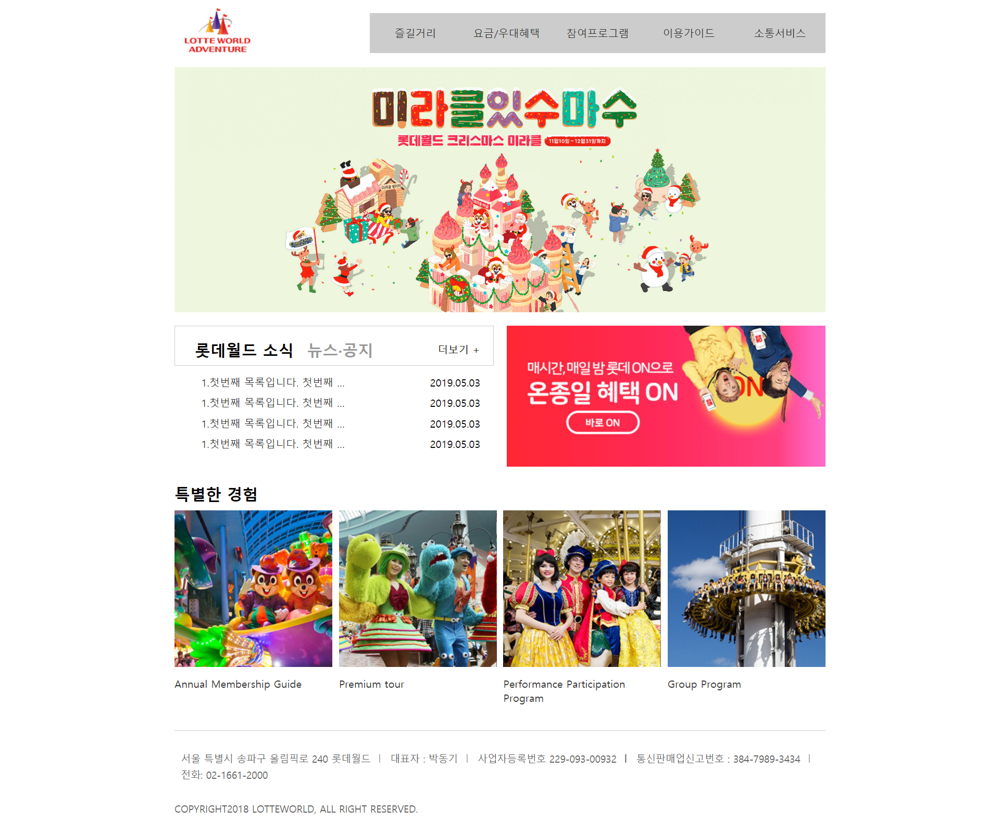 LOTTE WORLD
ADVENTURE
즐길거리 요금/우대혜택 참여프로그램 이용가이드 소통서비스
미라클있수마수
롯데월드 크리스마스 미라클 11월10일~12월31일까지
미라클 빌리지
미라클 캐슬
롯데월드 소식 뉴스·공지 더보기 +
1.첫번째 목록입니다. 첫번째 ... 2019.05.03
1.첫번째 목록입니다. 첫번째 ... 2019.05.03
1.첫번째 목록입니다. 첫번째 ... 2019.05.03
1.첫번째 목록입니다. 첫번째 ... 2019.05.03
매시간, 매일 밤 롯데 ON으로
온종일 혜택 ON
바로 ON
ON
특별한 경험
Annual Membership Guide
Premium tour
Performance Participation
Program
Group Program
서울 특별시 송파구 올림픽로 240 롯데월드 | 대표자 : 박동기 | 사업자등록번호 229-093-00932 | 통신판매업신고번호 : 384-7989-3434 |
전화: 02-1661-2000
COPYRIGHT2018 LOTTEWORLD, ALL RIGHT RESERVED.